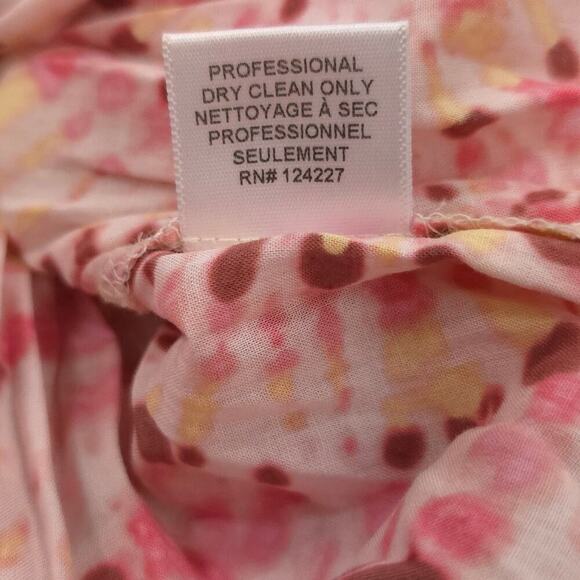 PROFESSIONAL
DRY CLEAN ONLY
NETTOYAGE À SEC
PROFESSIONNEL
SEULEMENT
RN# 124227